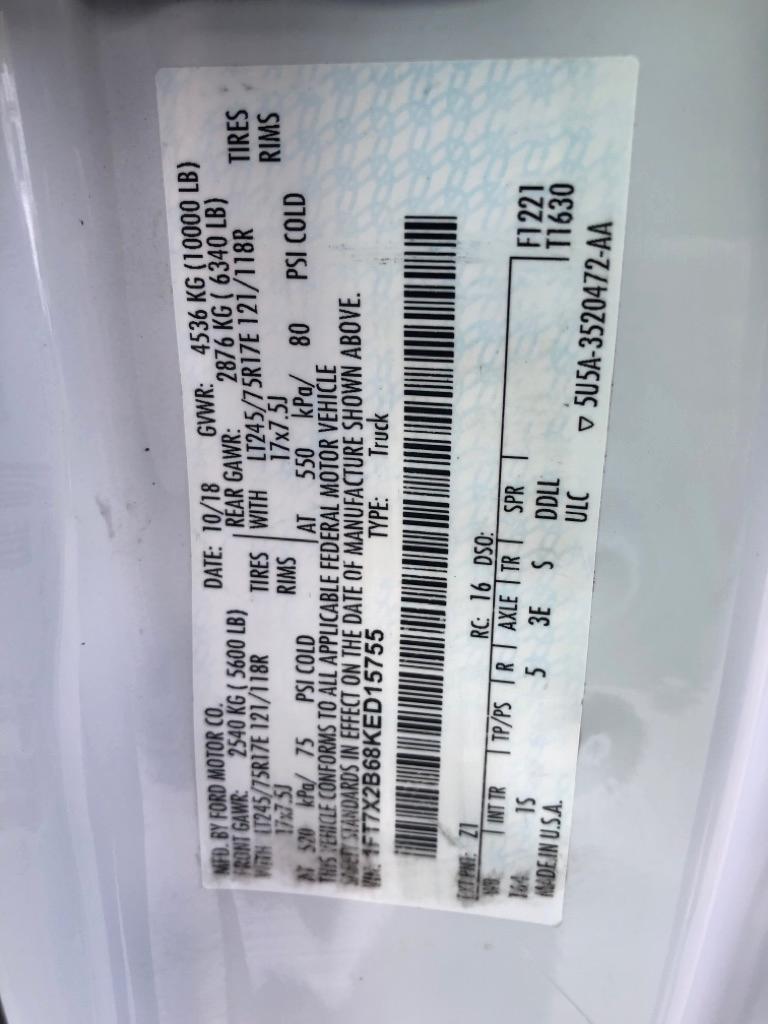 MFD. BY FORD MOTOR CO.
DATE: 10/18 GVWR: 4536 KG (10000 LB)
FRONT GAWR: 2540 KG ( 5600 LB) REAR GAWR: 2876 KG ( 6340 LB)
WITH LT245/75R17E 121/118R TIRES WITH LT245/75R17E 121/118R TIRES
17x7.5J RIMS 17x7.5J RIMS
AT 520 kPa/ 75 PSI COLD AT 550 kPa/ 80 PSI COLD
THIS VEHICLE CONFORMS TO ALL APPLICABLE FEDERAL MOTOR VEHICLE
SAFETY STANDARDS IN EFFECT ON THE DATE OF MANUFACTURE SHOWN ABOVE.
VIN: 1FT7X2B68KED15755 TYPE: Truck
EXT PNT: Z1 RC: 16 DSO:
WB INT TR TP/PS R AXLE TR SPR F1221
T1630
164 1S 5 3E S DDLL
ULC
MADE IN U.S.A. ▽ 5U5A-3520472-AA